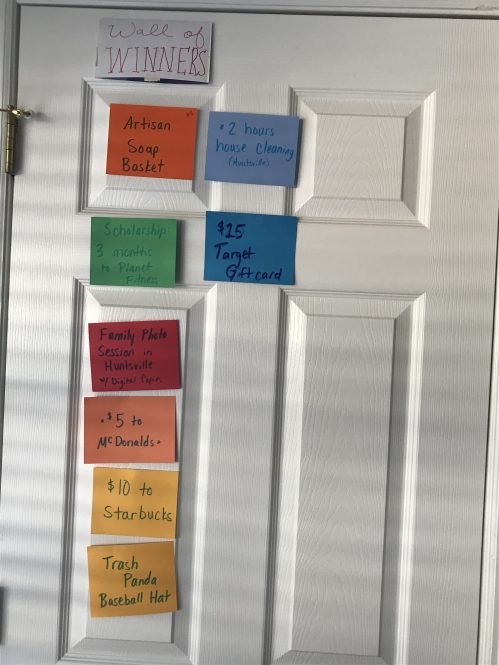 Wall of
WINNERS
Artisan
Soap
Basket
• 2 hours
house cleaning
(Huntsville)
Scholarship:
3 months
to Planet
Fitness
$25
Target
Giftcard
Family Photo
Session in
Huntsville
w/ Digital
• $5 to
McDonalds •
$10 to
Starbucks
Trash
Panda
Baseball Hat